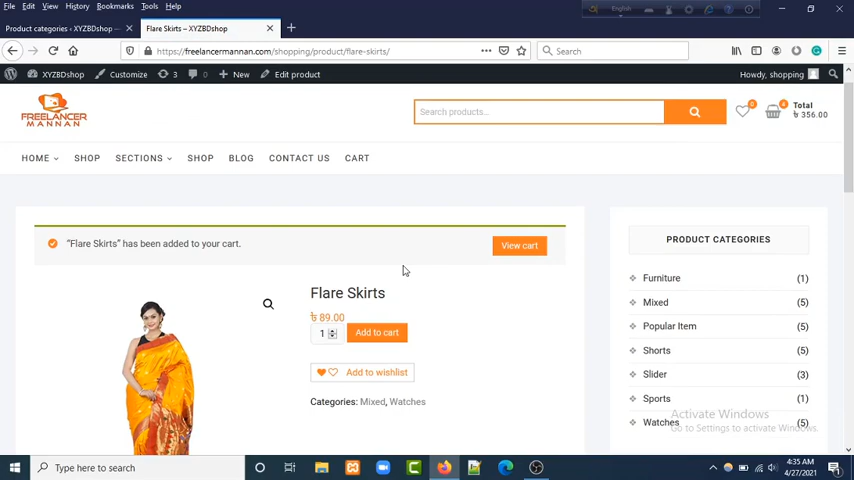 File Edit View History Bookmarks Tools Help
English
Product categories - XYZBDshop
Flare Skirts – XYZBDshop
https://freelancermannan.com/shopping/product/flare-skirts/
Search
XYZBDshop Customize 3 0 New Edit product Howdy, shopping
FREELANCER
MANNAN
Search products...
0
4
Total
৳ 356.00
HOME SHOP SECTIONS SHOP BLOG CONTACT US CART
“Flare Skirts” has been added to your cart.
View cart
Flare Skirts
৳ 89.00
1
Add to cart
Add to wishlist
Categories: Mixed, Watches
PRODUCT CATEGORIES
Furniture (1)
Mixed (5)
Popular Item (5)
Shorts (5)
Slider (3)
Sports (1)
Watches (5)
Activate Windows
Go to Settings to activate Windows.
Type here to search
4:35 AM
4/27/2021
1